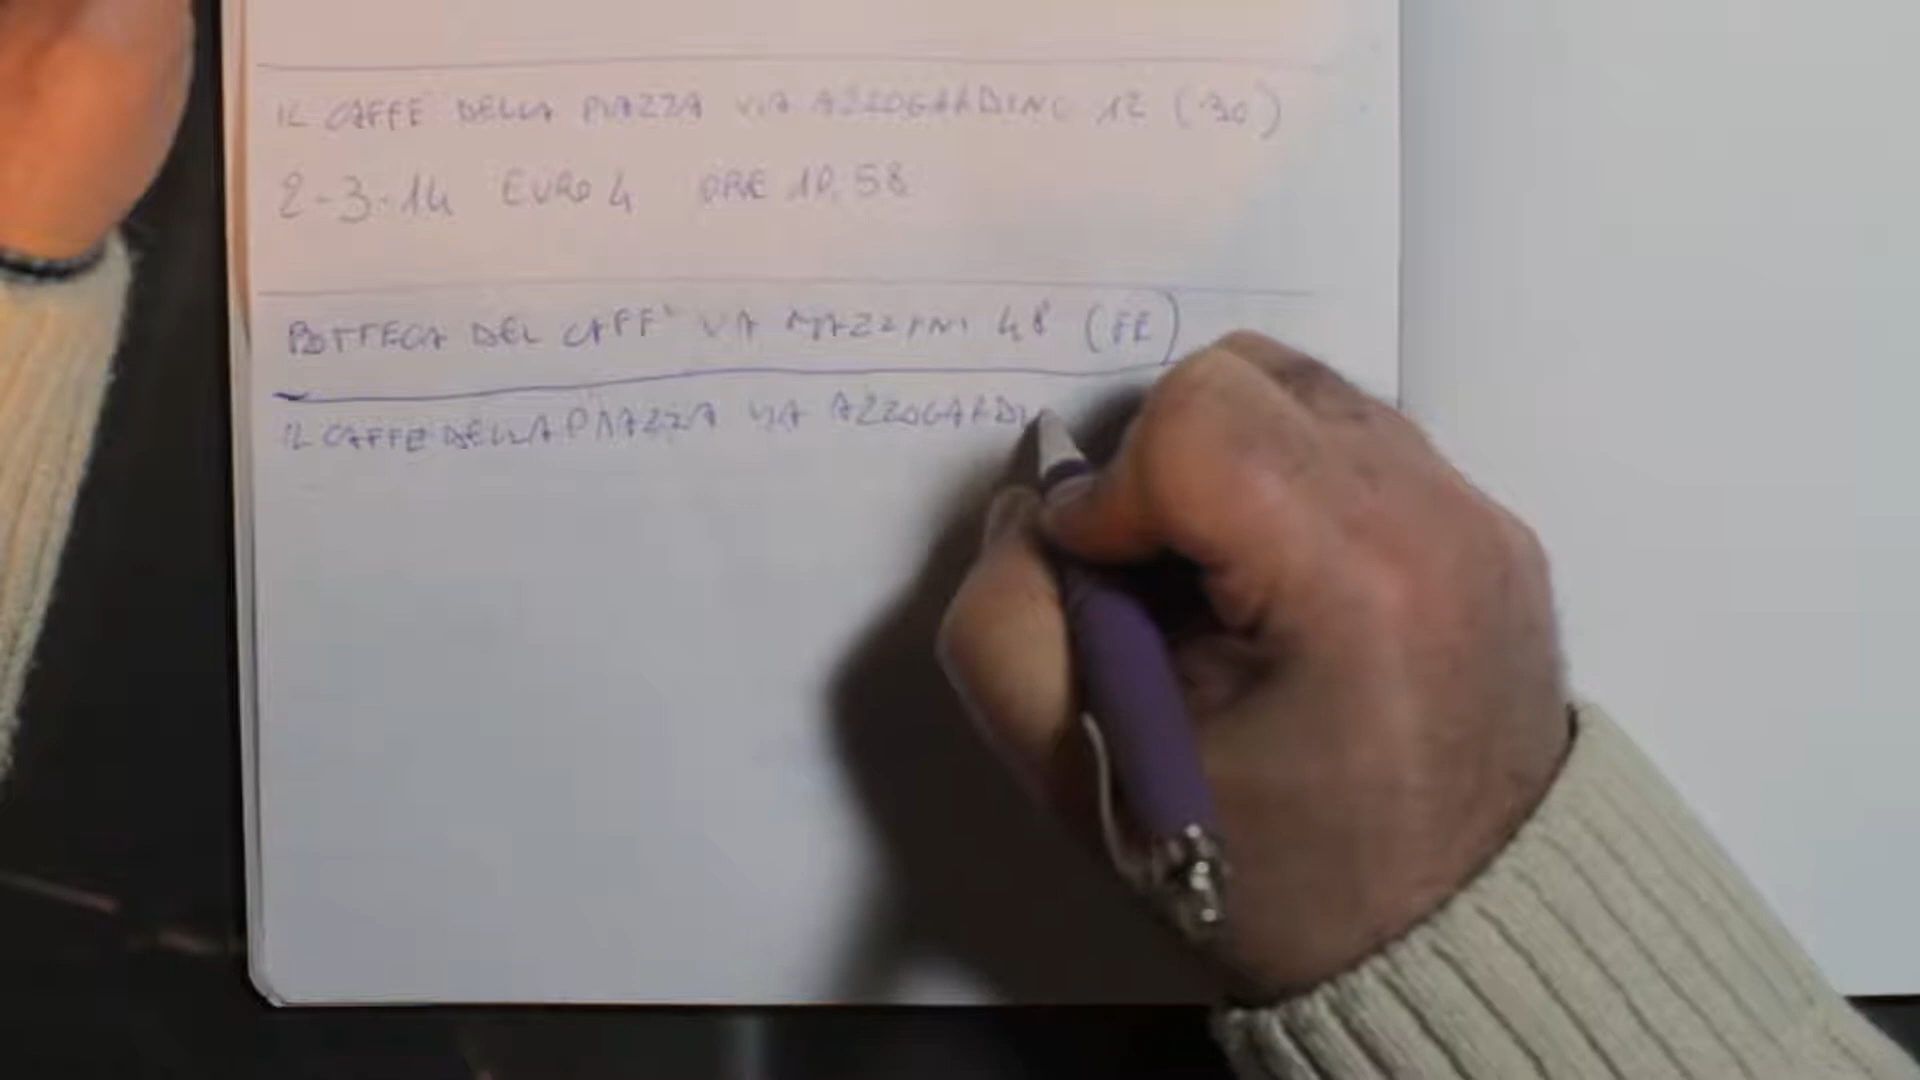 IL CAFFE DELLA PIAZZA VIA AZZOGARDINO 12 (BO)
2-3-14 EURO 4 ORE 10,58
BOTTEGA DEL CAFF' VIA MAZZINI 48 (FE)
IL CAFFE DELLA PIAZZA VIA AZZOGARDI